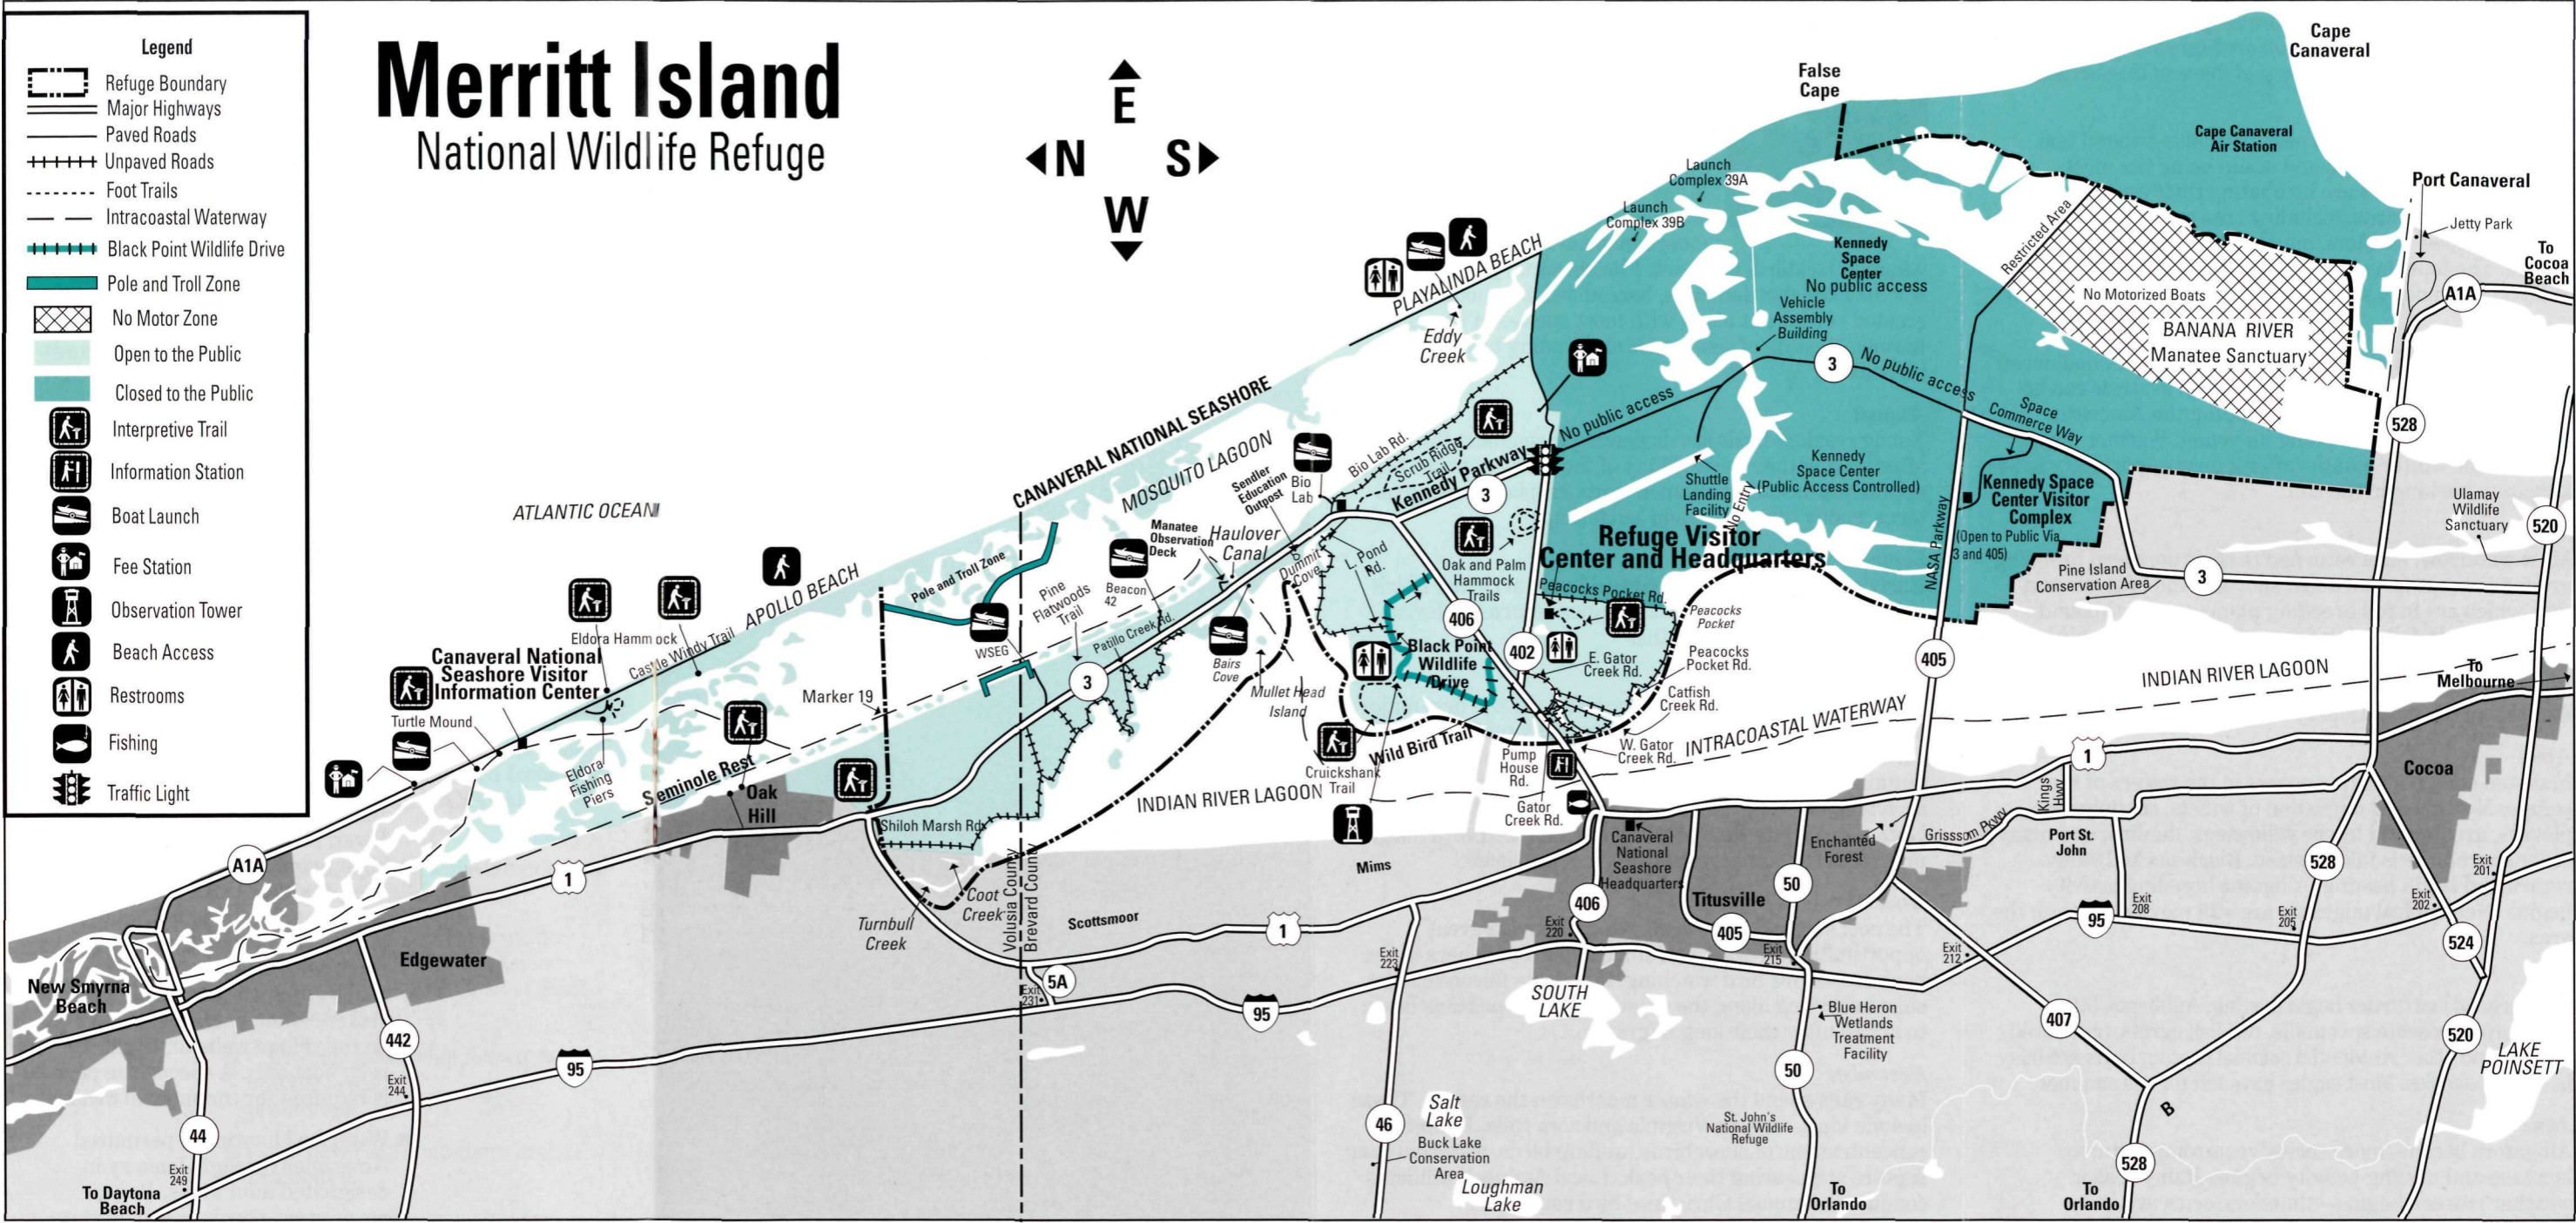 Legend
Refuge Boundary
Major Highways
Paved Roads
Unpaved Roads
Foot Trails
Intracoastal Waterway
Black Point Wildlife Drive
Pole and Troll Zone
No Motor Zone
Open to the Public
Closed to the Public
Interpretive Trail
Information Station
Boat Launch
Fee Station
Observation Tower
Beach Access
Restrooms
Fishing
Traffic Light
Merritt Island
National Wildlife Refuge
E
N
S
W
Cape
Canaveral
False
Cape
Cape Canaveral
Air Station
Port Canaveral
Jetty Park
To
Cocoa
Beach
A1A
Launch
Complex 39A
Launch
Complex 39B
Restricted Area
Kennedy
Space
Center
No public access
No Motorized Boats
BANANA RIVER
Manatee Sanctuary
Vehicle
Assembly
Building
3
No public access
No public access
Space
Commerce Way
528
PLAYALINDA BEACH
Eddy
Creek
CANAVERAL NATIONAL SEASHORE
MOSQUITO LAGOON
Bio Lab Rd.
Scrub Ridge
Trail
Kennedy Parkway
3
Sendler
Education
Outpost
Bio
Lab
Shuttle
Landing
Facility
No Entry
Kennedy
Space Center
(Public Access Controlled)
NASA Parkway
Kennedy Space
Center Visitor
Complex
(Open to Public Via
3 and 405)
Ulamay
Wildlife
Sanctuary
520
ATLANTIC OCEAN
Manatee
Observation
Deck
Haulover
Canal
Dummit
Cove
L. Pond
Rd.
Oak and Palm
Hammock
Trails
Refuge Visitor
Center and Headquarters
Peacocks Pocket Rd.
Peacocks
Pocket
Pine Island
Conservation Area
3
APOLLO BEACH
Pole and Troll Zone
Pine
Flatwoods
Trail
Beacon
42
Patillo Creek Rd.
WSEG
Bairs
Cove
Mullet Head
Island
406
402
Black Point
Wildlife
Drive
E. Gator
Creek Rd.
Peacocks
Pocket Rd.
Catfish
Creek Rd.
405
INDIAN RIVER LAGOON
To
Melbourne
Eldora Hammock
Castle Windy Trail
Canaveral National
Seashore Visitor
Information Center
Turtle Mound
Marker 19
3
Eldora
Fishing
Piers
Seminole Rest
Oak
Hill
Cruickshank
Trail
Wild Bird Trail
Pump
House
Rd.
W. Gator
Creek Rd.
INTRACOASTAL WATERWAY
INDIAN RIVER LAGOON
Gator
Creek Rd.
1
Kings
Hwy
Cocoa
Shiloh Marsh Rd.
Mims
Canaveral
National
Seashore
Headquarters
Enchanted
Forest
Grisssom Pkwy
Port St.
John
528
Exit
201
A1A
1
Turnbull
Creek
Coot
Creek
Volusia County
Brevard County
Scottsmoor
1
406
Exit
220
Titusville
50
405
Exit
215
Exit
212
95
Exit
208
Exit
205
Exit
202
524
New Smyrna
Beach
Edgewater
442
Exit
244
95
5A
Exit
231
95
Exit
223
SOUTH
LAKE
Blue Heron
Wetlands
Treatment
Facility
50
407
520
LAKE
POINSETT
44
Exit
249
To Daytona
Beach
46
Salt
Lake
Buck Lake
Conservation
Area
Loughman
Lake
St. John's
National Wildlife
Refuge
To
Orlando
B
528
To
Orlando